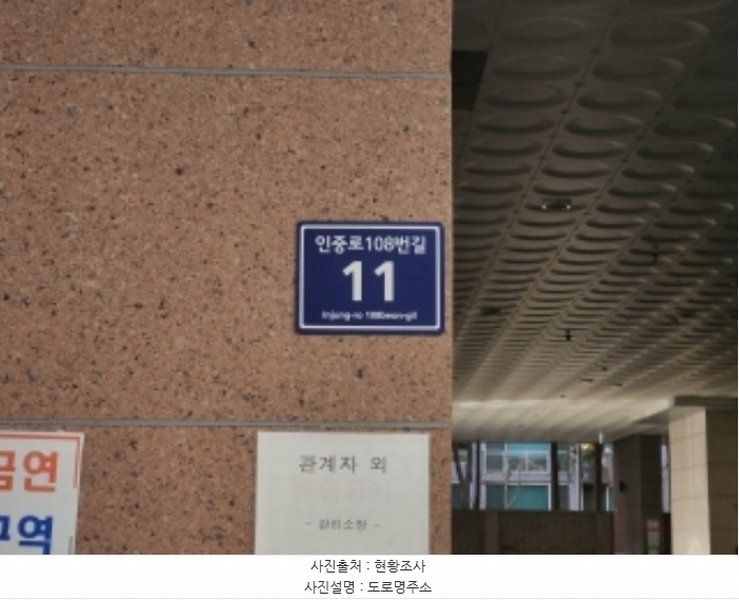 인중로108번길
11
Injung-ro 108beon-gil
금연
구역
관계자 외
- 관리소장 -
사진출처 : 현황조사
사진설명 : 도로명주소